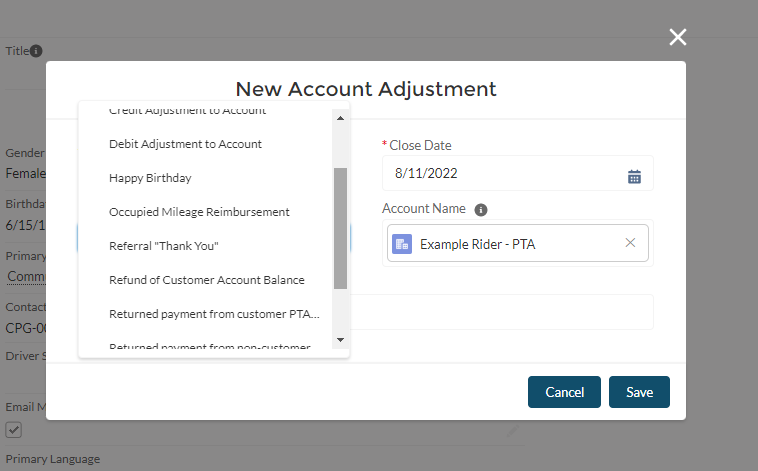 Title
New Account Adjustment
Credit Adjustment to Account
Debit Adjustment to Account
Happy Birthday
Occupied Mileage Reimbursement
Referral "Thank You"
Refund of Customer Account Balance
Returned payment from customer PTA...
Returned payment from non-customer
*Close Date
8/11/2022
Account Name
Example Rider - PTA
Cancel
Save
Gender
Female
Birthda
6/15/1
Primary
Comm
Contact
CPG-00
Driver S
Email M
Primary Language